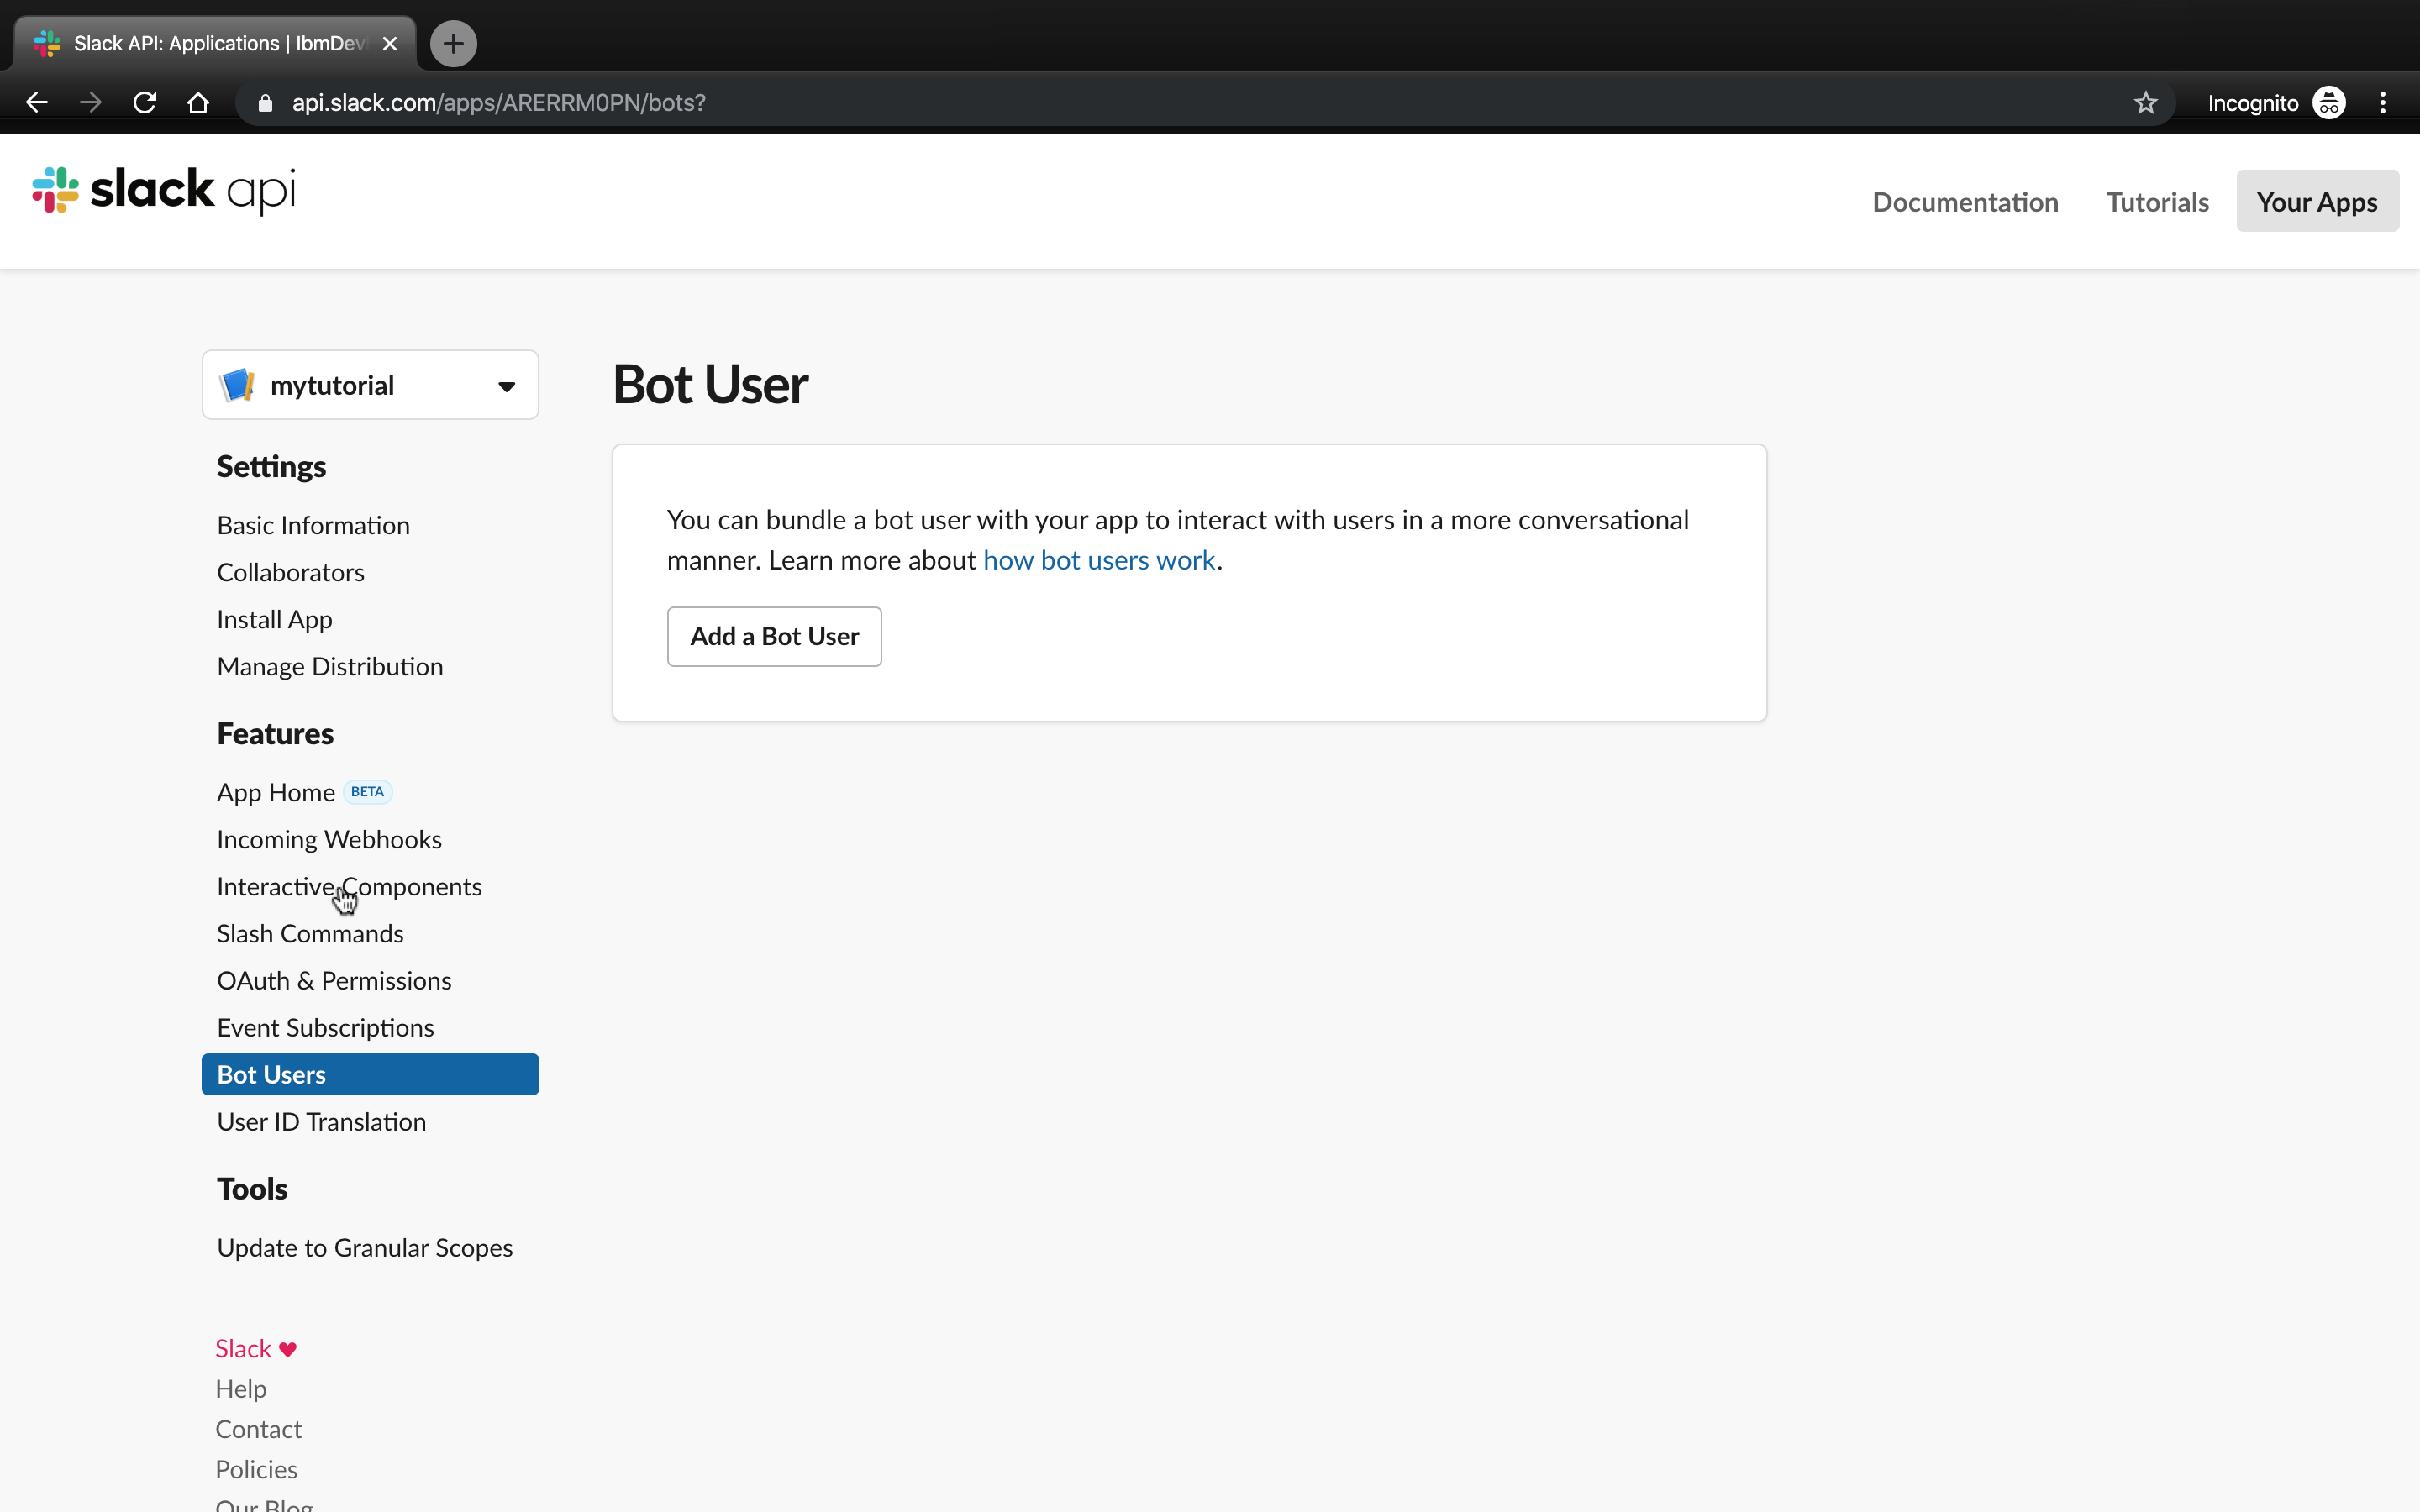 Slack API: Applications | IbmDev
api.slack.com/apps/ARERRM0PN/bots?
Incognito
slack api
Documentation
Tutorials
Your Apps
mytutorial
Settings
Basic Information
Collaborators
Install App
Manage Distribution
Features
App Home BETA
Incoming Webhooks
Interactive Components
Slash Commands
OAuth & Permissions
Event Subscriptions
Bot Users
User ID Translation
Tools
Update to Granular Scopes
Slack ♥
Help
Contact
Policies
Our Blog
Bot User
You can bundle a bot user with your app to interact with users in a more conversational
manner. Learn more about how bot users work.
Add a Bot User